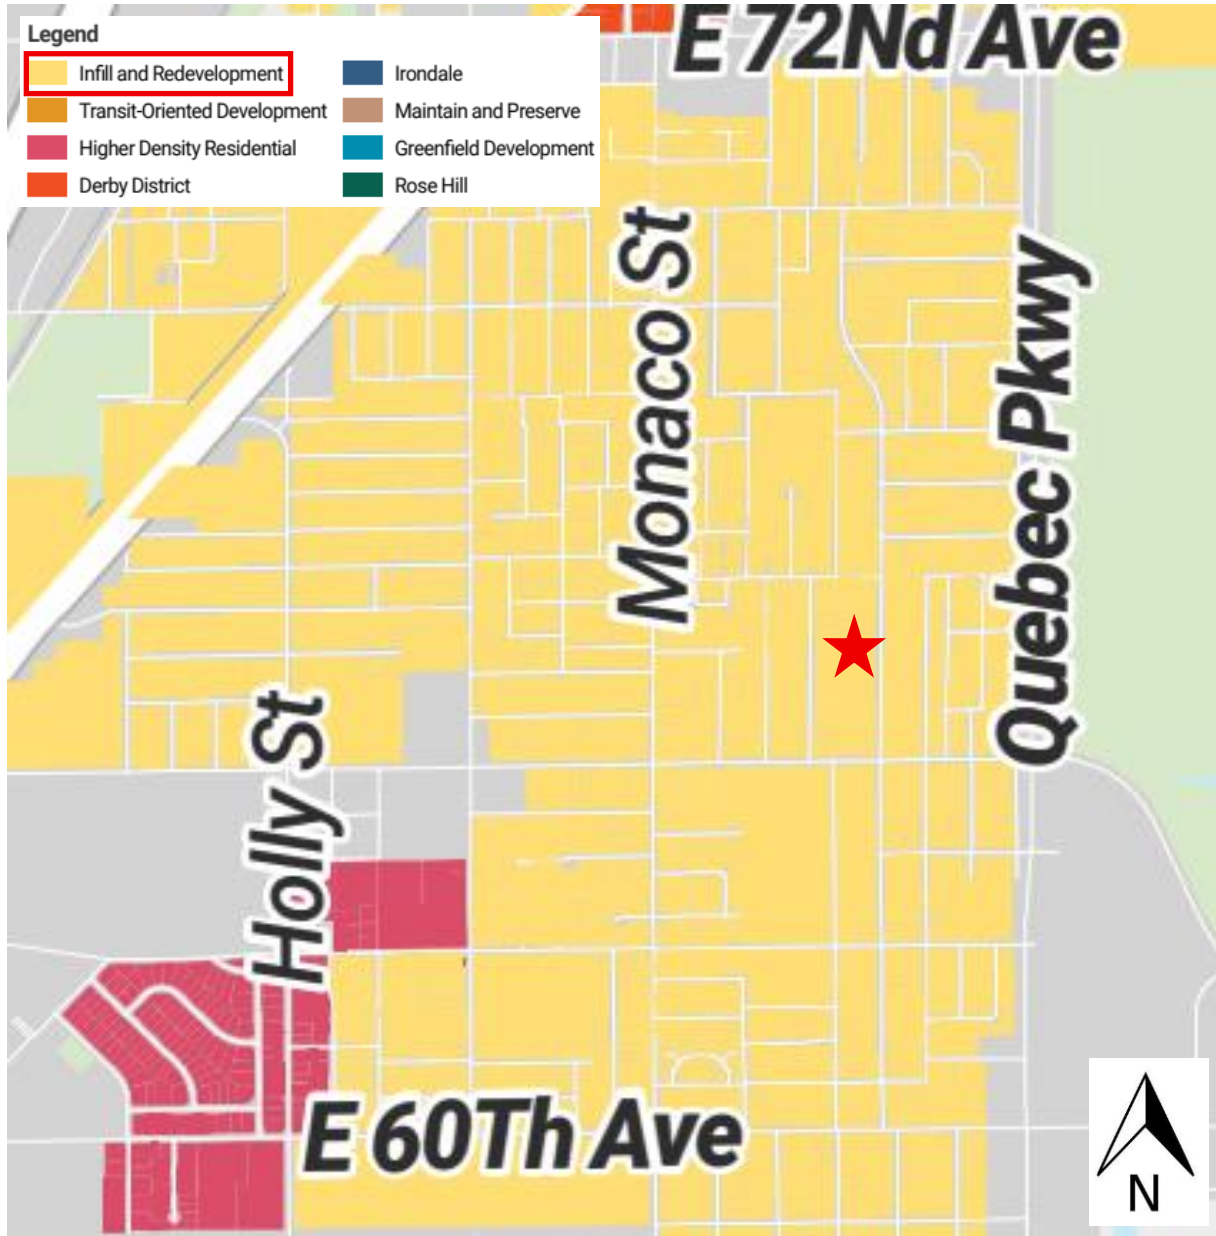 Legend
Infill and Redevelopment
Transit-Oriented Development
Higher Density Residential
Derby District
Irondale
Maintain and Preserve
Greenfield Development
Rose Hill
E 72Nd Ave
Monaco St
Quebec Pkwy
Holly St
E 60Th Ave
N